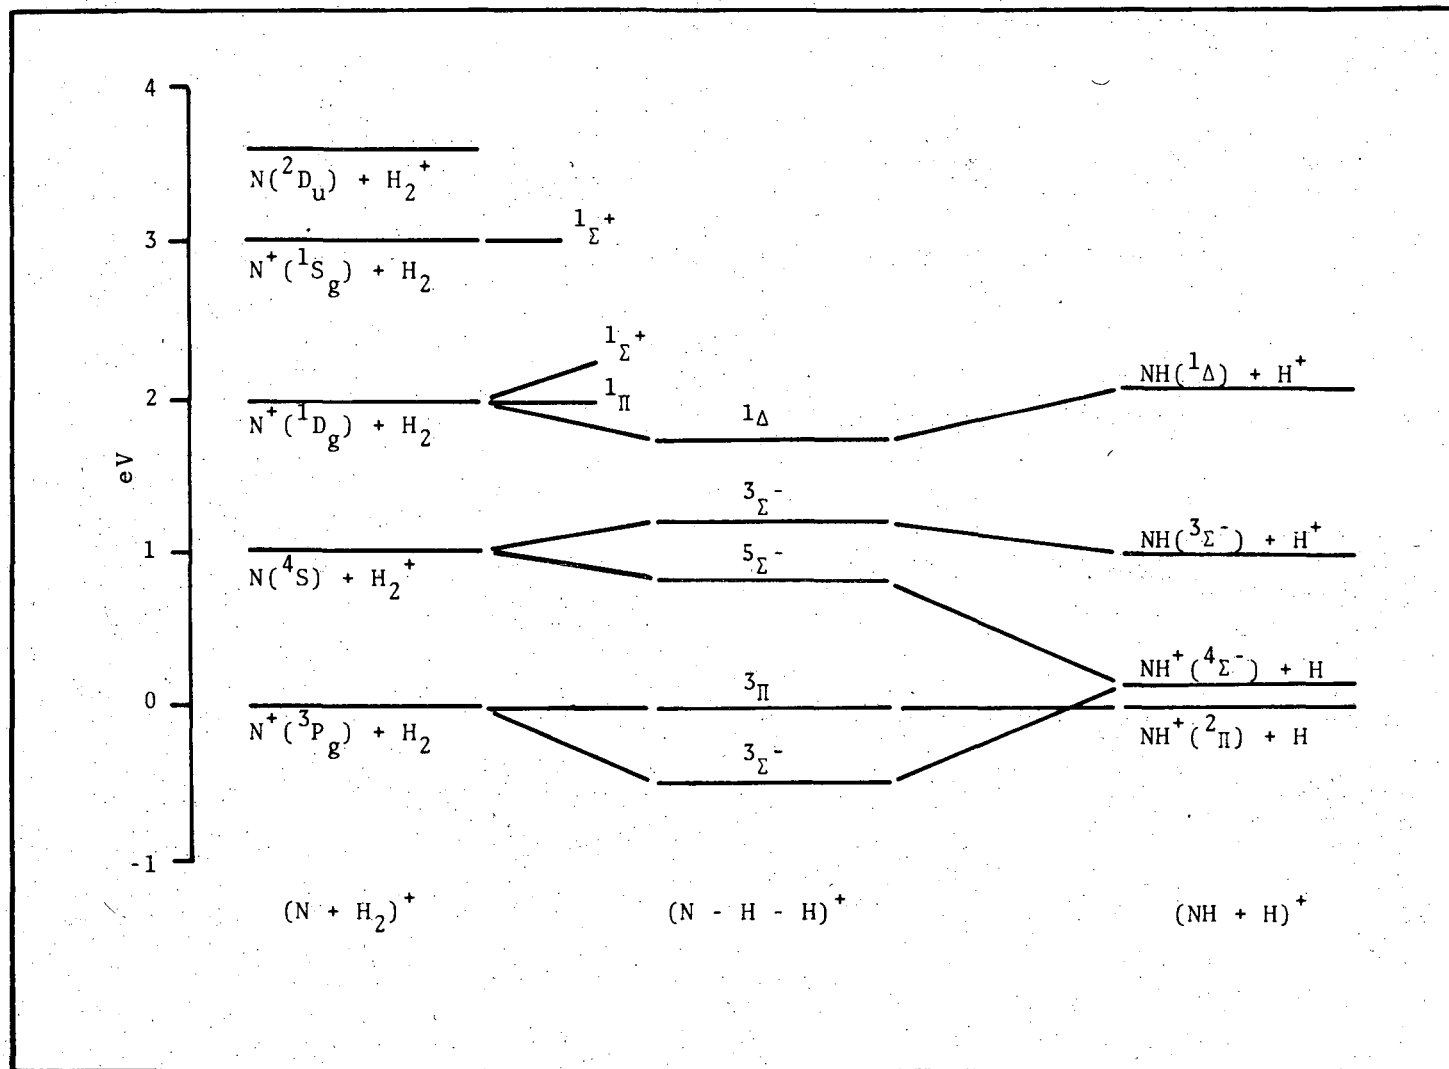 4
N(²Dᵤ) + H₂⁺
3
¹Σ⁺
N⁺(¹S_g) + H₂
¹Σ⁺
¹Π
NH(¹Δ) + H⁺
2
N⁺(¹D_g) + H₂
¹Δ
eV
³Σ⁻
NH(³Σ⁻) + H⁺
1
N(⁴S) + H₂⁺
⁵Σ⁻
NH⁺(⁴Σ⁻) + H
0
³Π
N⁺(³P_g) + H₂
NH⁺(²Π) + H
³Σ⁻
-1
(N + H₂)⁺
(N - H - H)⁺
(NH + H)⁺